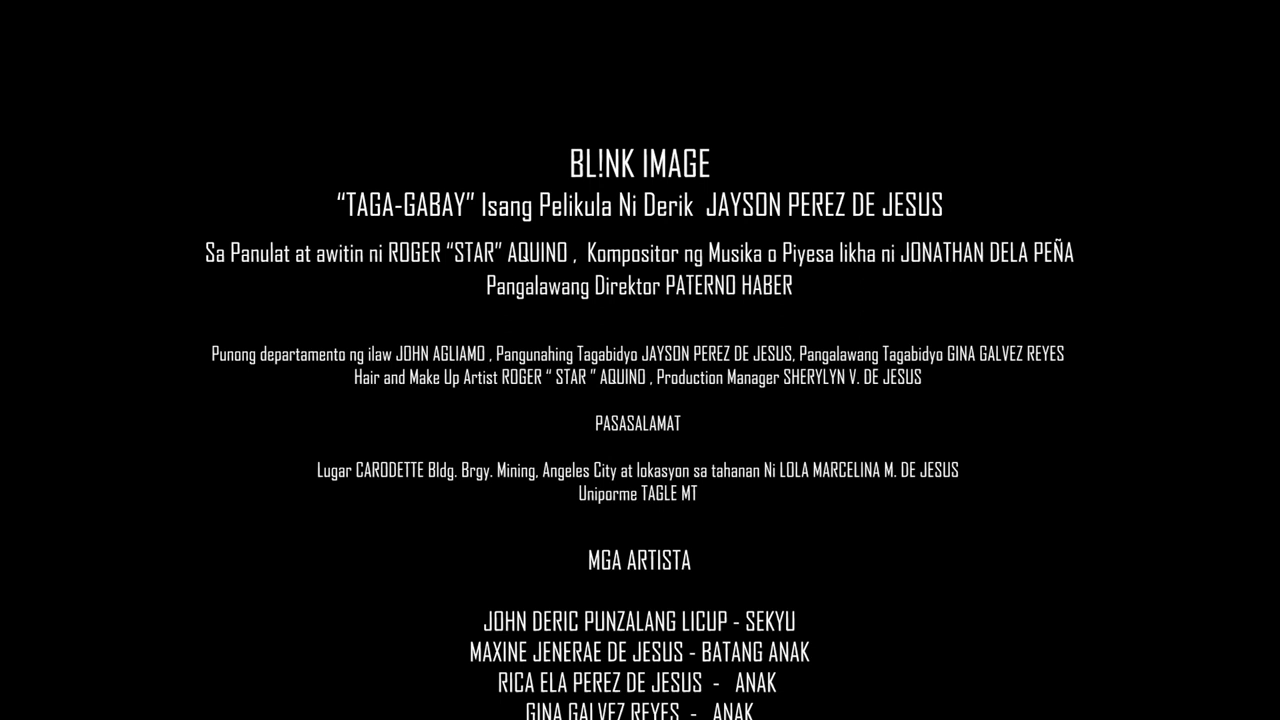 BL!NK IMAGE
“TAGA-GABAY” Isang Pelikula Ni Derik JAYSON PEREZ DE JESUS
Sa Panulat at awitin ni ROGER “STAR” AQUINO , Kompositor ng Musika o Piyesa likha ni JONATHAN DELA PEÑA
Pangalawang Direktor PATERNO HABER
Punong departamento ng ilaw JOHN AGLIAMO , Pangunahing Tagabidyo JAYSON PEREZ DE JESUS, Pangalawang Tagabidyo GINA GALVEZ REYES
Hair and Make Up Artist ROGER “ STAR ” AQUINO , Production Manager SHERYLYN V. DE JESUS
PASASALAMAT
Lugar CARODETTE Bldg. Brgy. Mining, Angeles City at lokasyon sa tahanan Ni LOLA MARCELINA M. DE JESUS
Uniporme TAGLE MT
MGA ARTISTA
JOHN DERIC PUNZALANG LICUP - SEKYU
MAXINE JENERAE DE JESUS - BATANG ANAK
RICA ELA PEREZ DE JESUS - ANAK
GINA GALVEZ REYES - ANAK